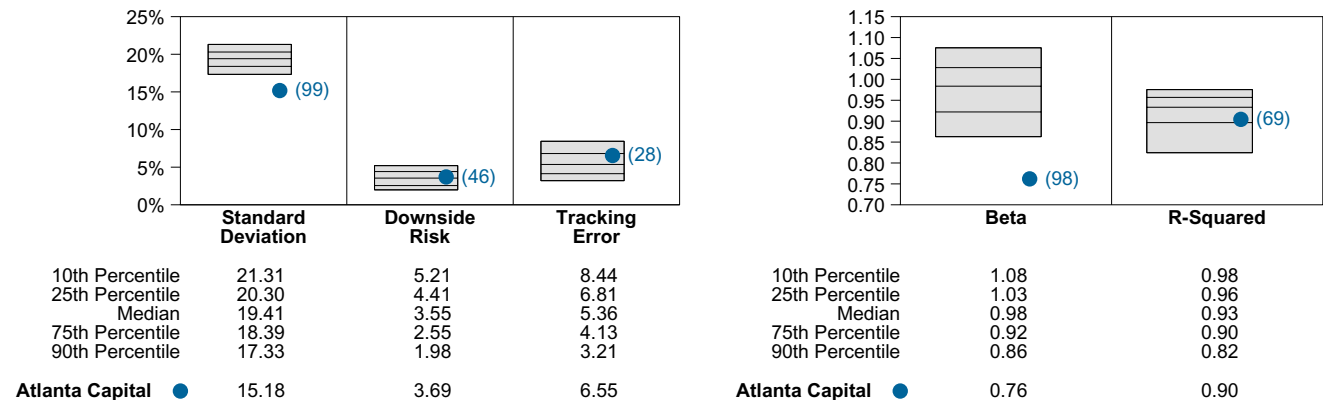 25%
20%
15%
10%
5%
0%
(99)
(46)
(28)
Standard Deviation
Downside Risk
Tracking Error
10th Percentile 21.31 5.21 8.44
25th Percentile 20.30 4.41 6.81
Median 19.41 3.55 5.36
75th Percentile 18.39 2.55 4.13
90th Percentile 17.33 1.98 3.21
Atlanta Capital 15.18 3.69 6.55
1.15
1.10
1.05
1.00
0.95
0.90
0.85
0.80
0.75
0.70
(98)
(69)
Beta
R-Squared
10th Percentile 1.08 0.98
25th Percentile 1.03 0.96
Median 0.98 0.93
75th Percentile 0.92 0.90
90th Percentile 0.86 0.82
Atlanta Capital 0.76 0.90